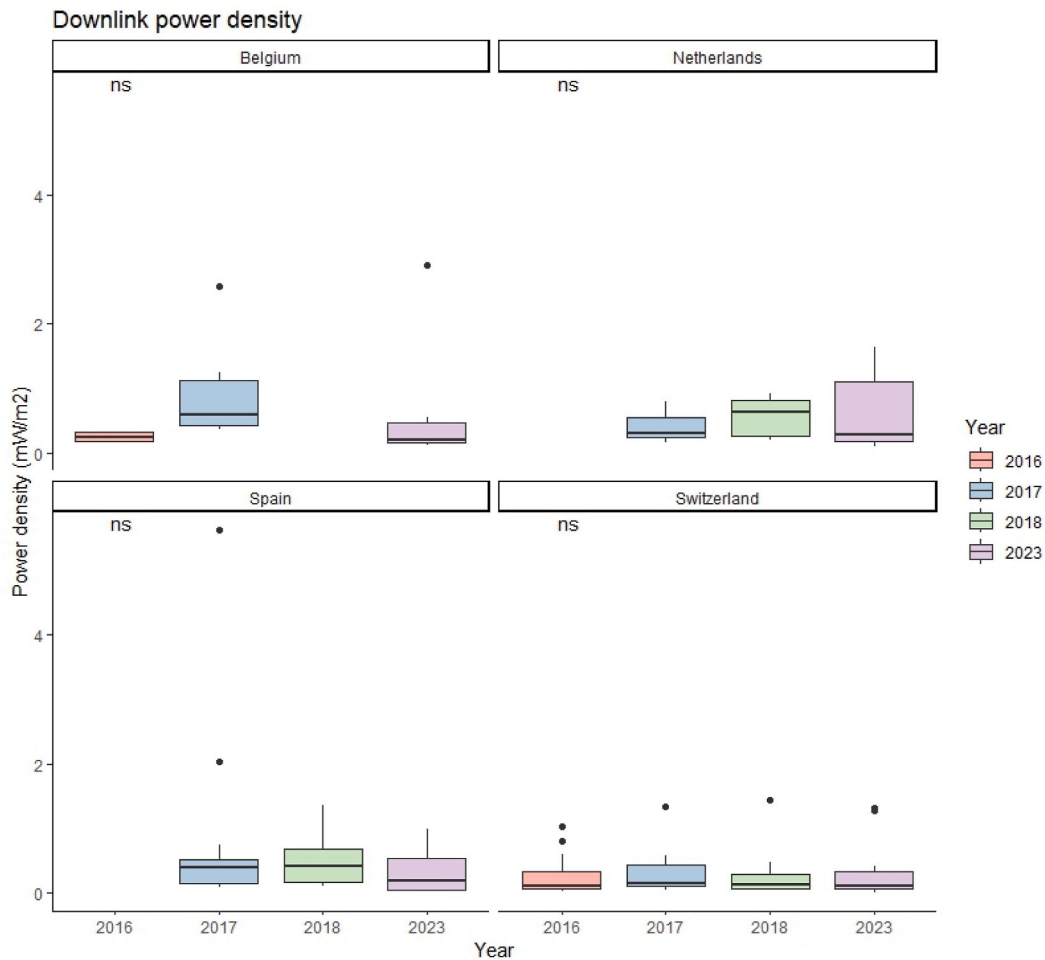 Downlink power density
Belgium
Netherlands
ns
ns
4
2
0
Spain
Switzerland
ns
ns
4
2
0
2016
2017
2018
2023
2016
2017
2018
2023
Year
Power density (mW/m2)
Year
2016
2017
2018
2023